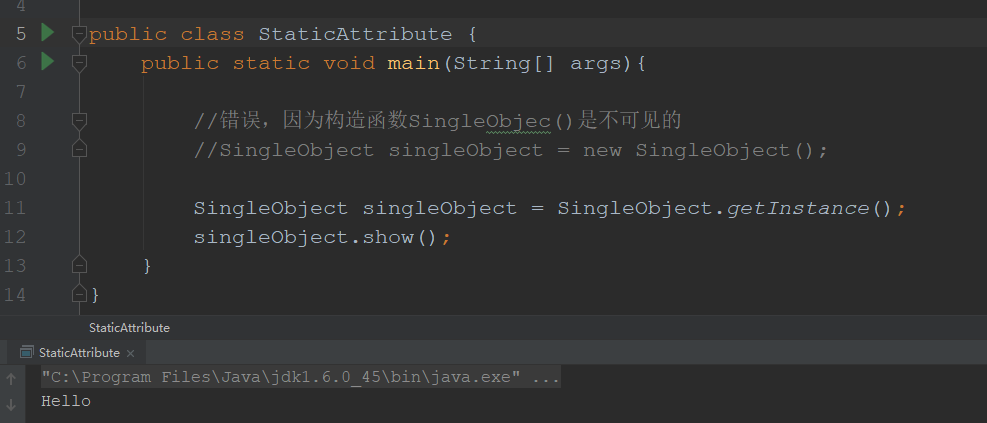 4
5 public class StaticAttribute {
6 public static void main(String[] args){
7
8 //错误，因为构造函数SingleObjec()是不可见的
9 //SingleObject singleObject = new SingleObject();
10
11 SingleObject singleObject = SingleObject.getInstance();
12 singleObject.show();
13 }
14 }
StaticAttribute
StaticAttribute ×
"C:\Program Files\Java\jdk1.6.0_45\bin\java.exe" ...
Hello